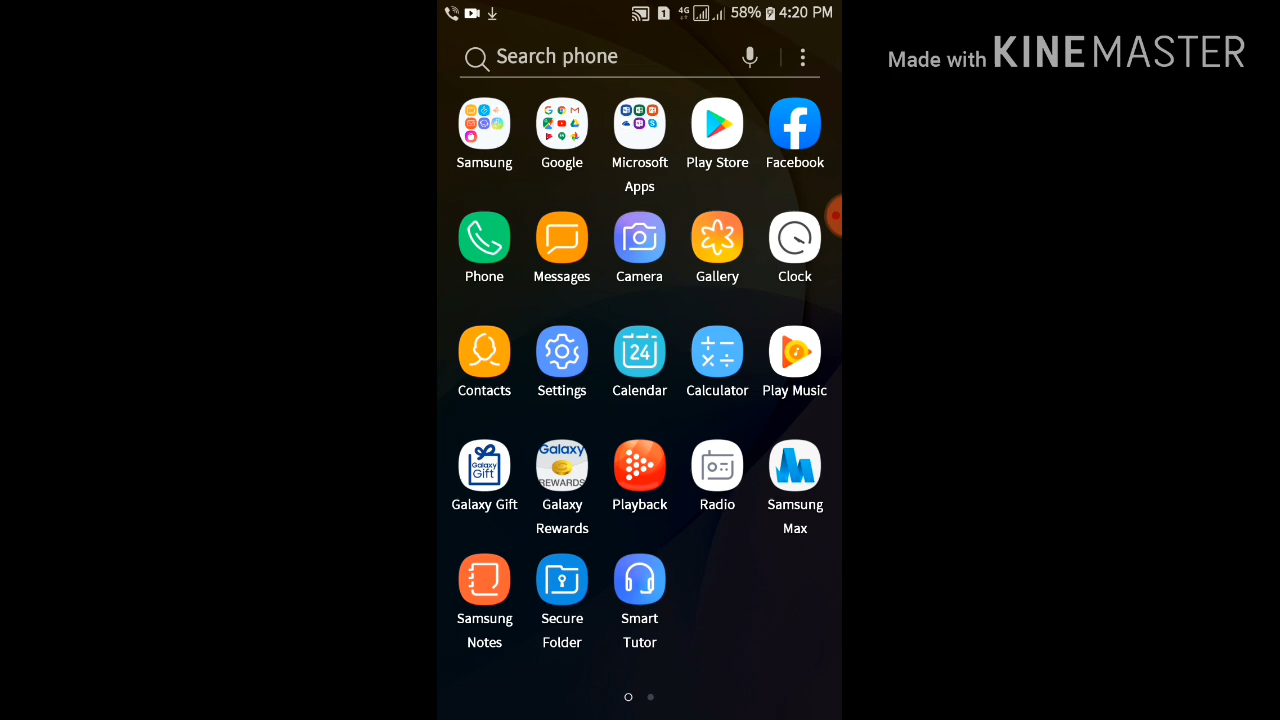 58% 4:20 PM
Made with KINEMASTER
Search phone
Samsung Google Microsoft Apps Play Store Facebook
Phone Messages Camera Gallery Clock
24
Contacts Settings Calendar Calculator Play Music
Galaxy Gift
Galaxy REWARDS
Galaxy Gift Galaxy Rewards Playback Radio Samsung Max
Samsung Notes Secure Folder Smart Tutor